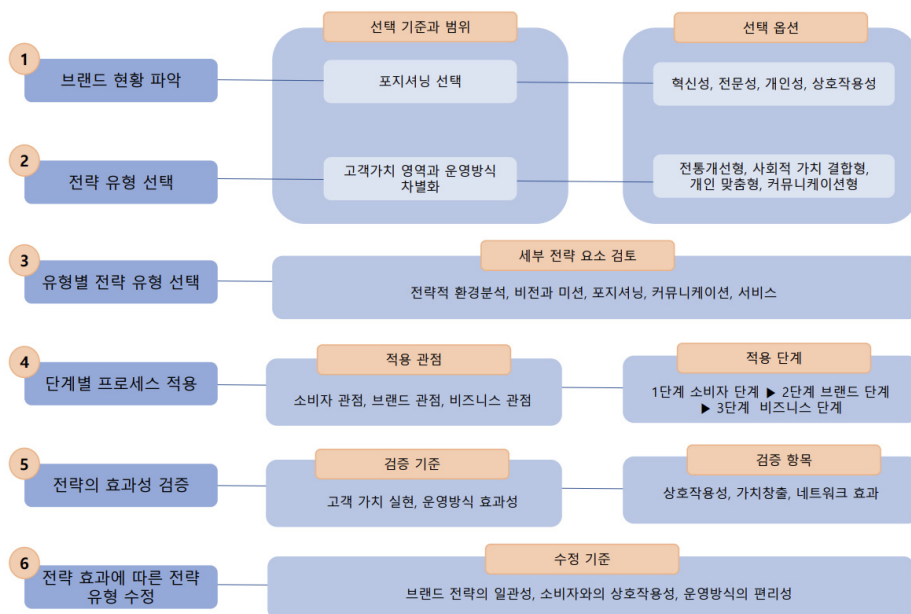 선택 기준과 범위
선택 옵션
1
브랜드 현황 파악
포지셔닝 선택
혁신성, 전문성, 개인성, 상호작용성
2
전략 유형 선택
고객가치 영역과 운영방식
차별화
전통개선형, 사회적 가치 결합형,
개인 맞춤형, 커뮤니케이션형
3
유형별 전략 유형 선택
세부 전략 요소 검토
전략적 환경분석, 비전과 미션, 포지셔닝, 커뮤니케이션, 서비스
4
단계별 프로세스 적용
적용 관점
소비자 관점, 브랜드 관점, 비즈니스 관점
적용 단계
1단계 소비자 단계 ▶ 2단계 브랜드 단계
▶ 3단계 비즈니스 단계
5
전략의 효과성 검증
검증 기준
고객 가치 실현, 운영방식 효과성
검증 항목
상호작용성, 가치창출, 네트워크 효과
6
전략 효과에 따른 전략
유형 수정
수정 기준
브랜드 전략의 일관성, 소비자와의 상호작용성, 운영방식의 편리성